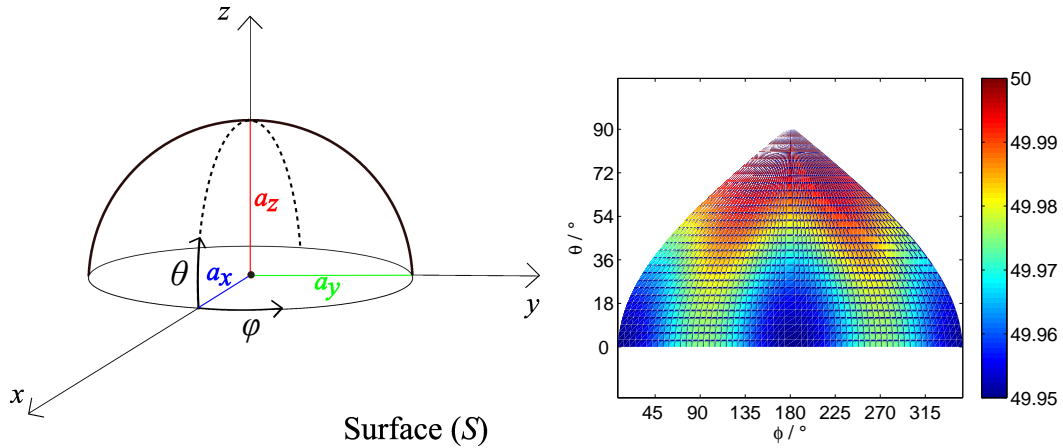 z
a_z
θ
a_x
a_y
y
φ
x
Surface (S)
θ / °
90
72
54
36
18
0
45 90 135 180 225 270 315
ϕ / °
50
49.99
49.98
49.97
49.96
49.95